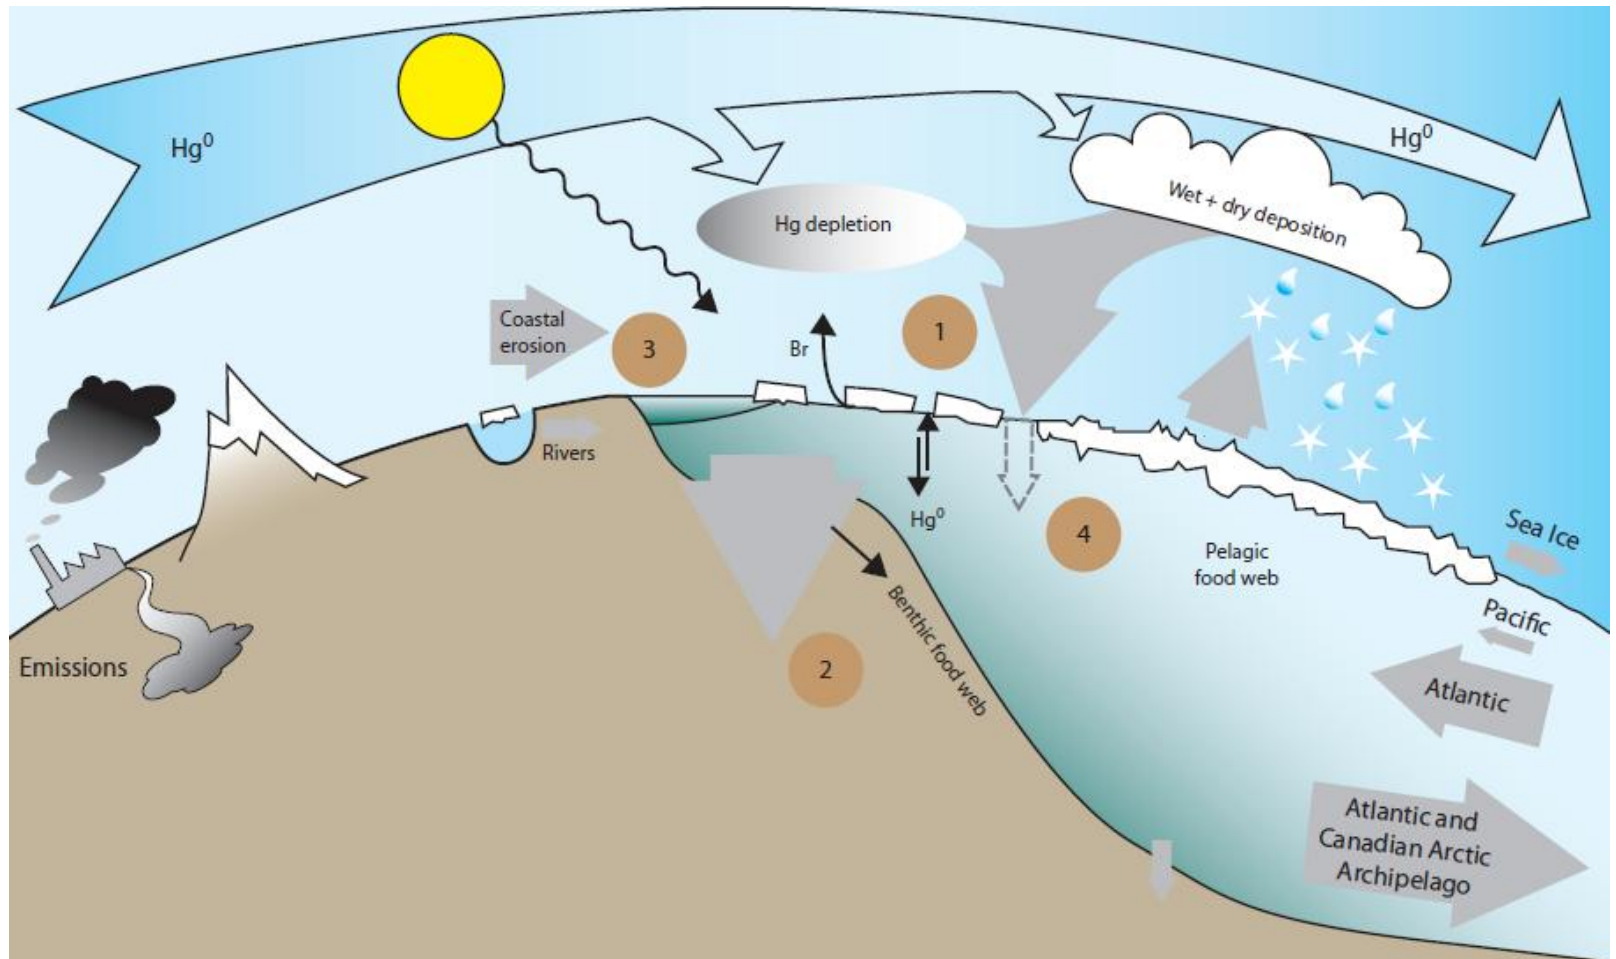 Hg⁰
Hg⁰
Wet + dry deposition
Hg depletion
Coastal
erosion
3
Br
1
Rivers
Hg⁰
4
Pelagic
food web
Sea Ice
Pacific
Atlantic
Benthic food web
2
Emissions
Atlantic and
Canadian Arctic
Archipelago